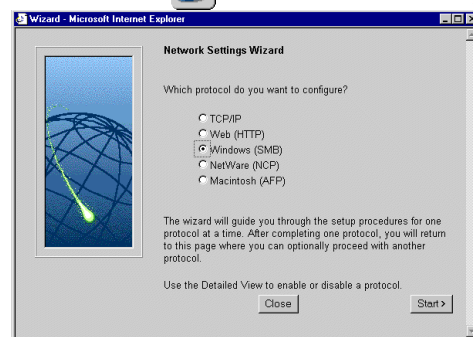 Wizard - Microsoft Internet Explorer
Network Settings Wizard
Which protocol do you want to configure?
TCP/IP
Web (HTTP)
Windows (SMB)
NetWare (NCP)
Macintosh (AFP)
The wizard will guide you through the setup procedures for one
protocol at a time. After completing one protocol, you will return
to this page where you can optionally proceed with another
protocol.
Use the Detailed View to enable or disable a protocol.
Close
Start >